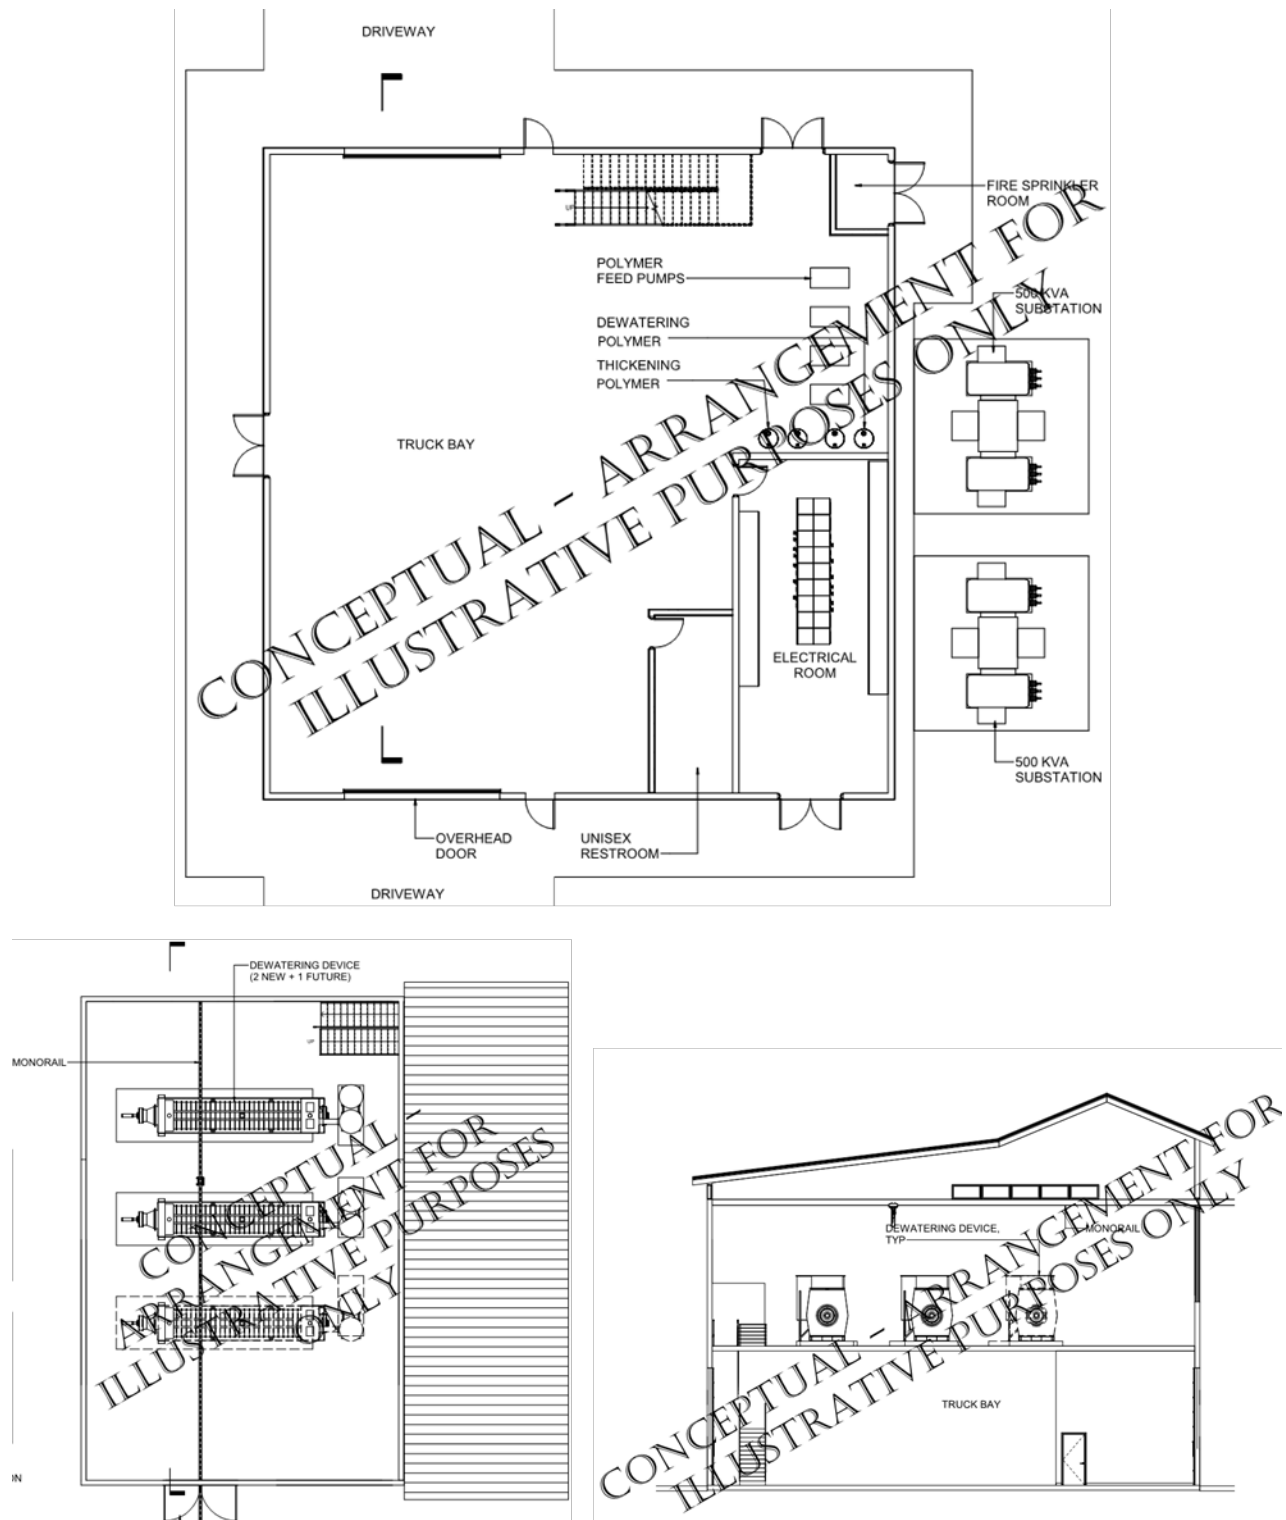 DRIVEWAY
FIRE SPRINKLER
ROOM
POLYMER
FEED PUMPS
500 KVA
SUBSTATION
DEWATERING
POLYMER
THICKENING
POLYMER
TRUCK BAY
UP
CONCEPTUAL - ARRANGEMENT FOR
ILLUSTRATIVE PURPOSES ONLY
ELECTRICAL
ROOM
500 KVA
SUBSTATION
OVERHEAD
DOOR
UNISEX
RESTROOM
DRIVEWAY
DEWATERING DEVICE
(2 NEW + 1 FUTURE)
MONORAIL
UP
CONCEPTUAL -
ARRANGEMENT FOR
ILLUSTRATIVE PURPOSES
ONLY
ON
DEWATERING DEVICE,
TYP
MONORAIL
TRUCK BAY
CONCEPTUAL - ARRANGEMENT FOR
ILLUSTRATIVE PURPOSES ONLY